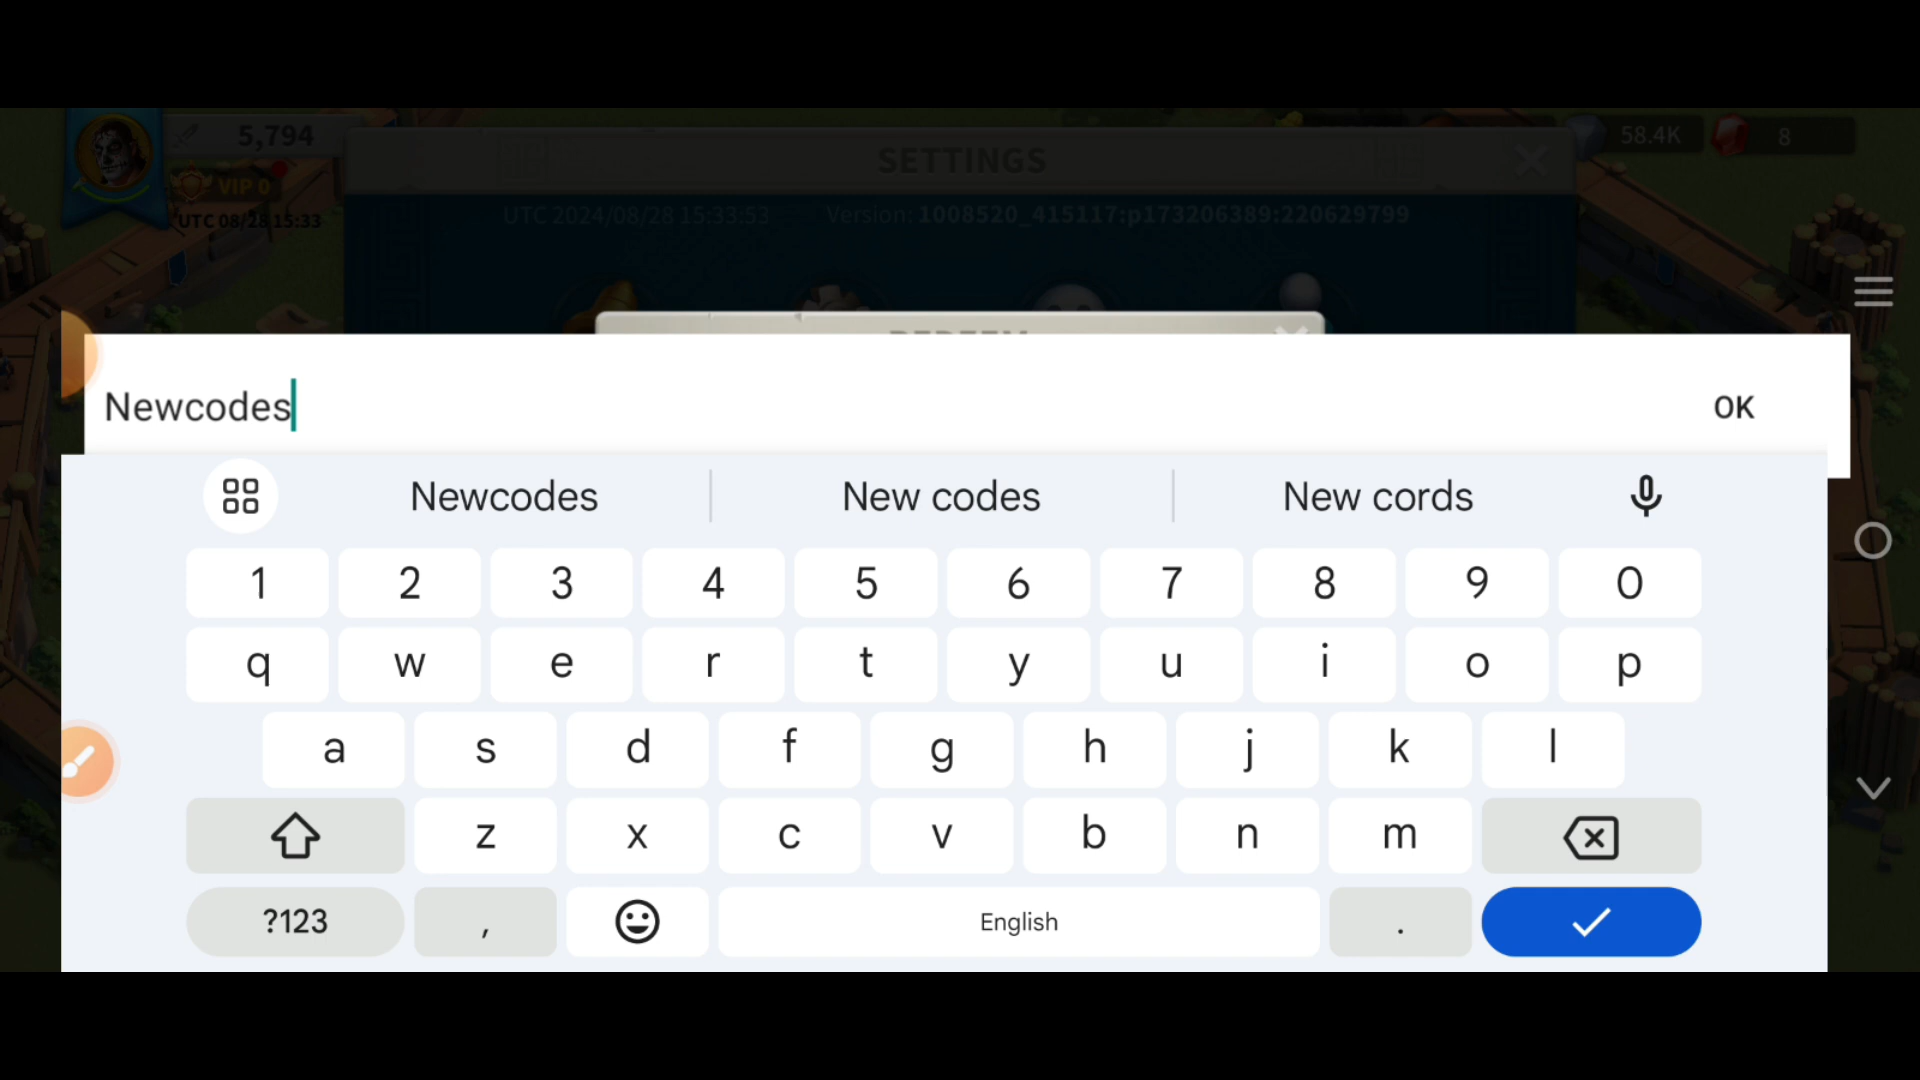 5,794
SETTINGS
58.4K
8
VIP 0
UTC 08/28 15:33
UTC 2024/08/28 15:33:53
Version: 1008520_415117:p173206389:220629799
REDEEM
Newcodes
OK
Newcodes
New codes
New cords
1 2 3 4 5 6 7 8 9 0
q w e r t y u i o p
a s d f g h j k l
z x c v b n m
?123 , English .